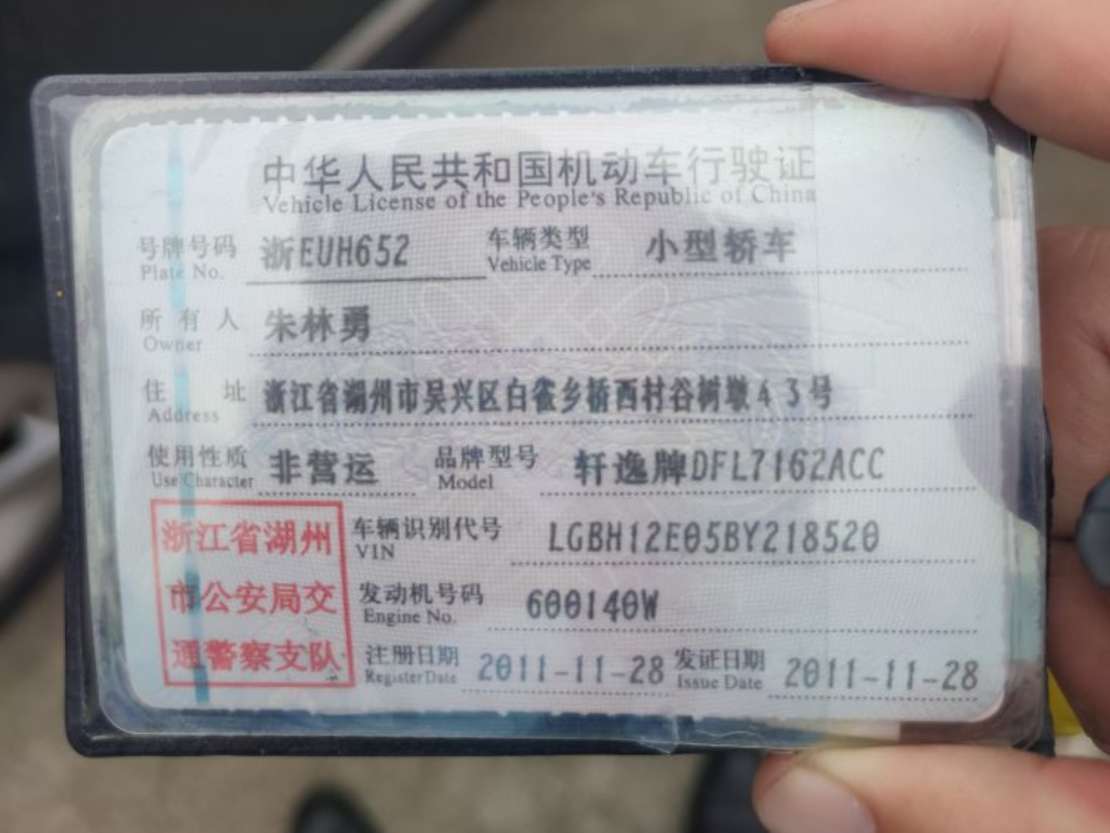 中华人民共和国机动车行驶证
Vehicle License of the People's Republic of China
号牌号码 浙EUH652 车辆类型 小型轿车
Plate No. Vehicle Type
所有人 朱林勇
Owner
住址 浙江省湖州市吴兴区白雀乡桥西村谷树墩43号
Address
使用性质 非营运 品牌型号 轩逸牌DFL7162ACC
Use Character Model
浙江省湖州 车辆识别代号 LGBH12E05BY218520
VIN
市公安局交 发动机号码 600140W
Engine No.
通警察支队 注册日期 2011-11-28 发证日期 2011-11-28
Register Date Issue Date